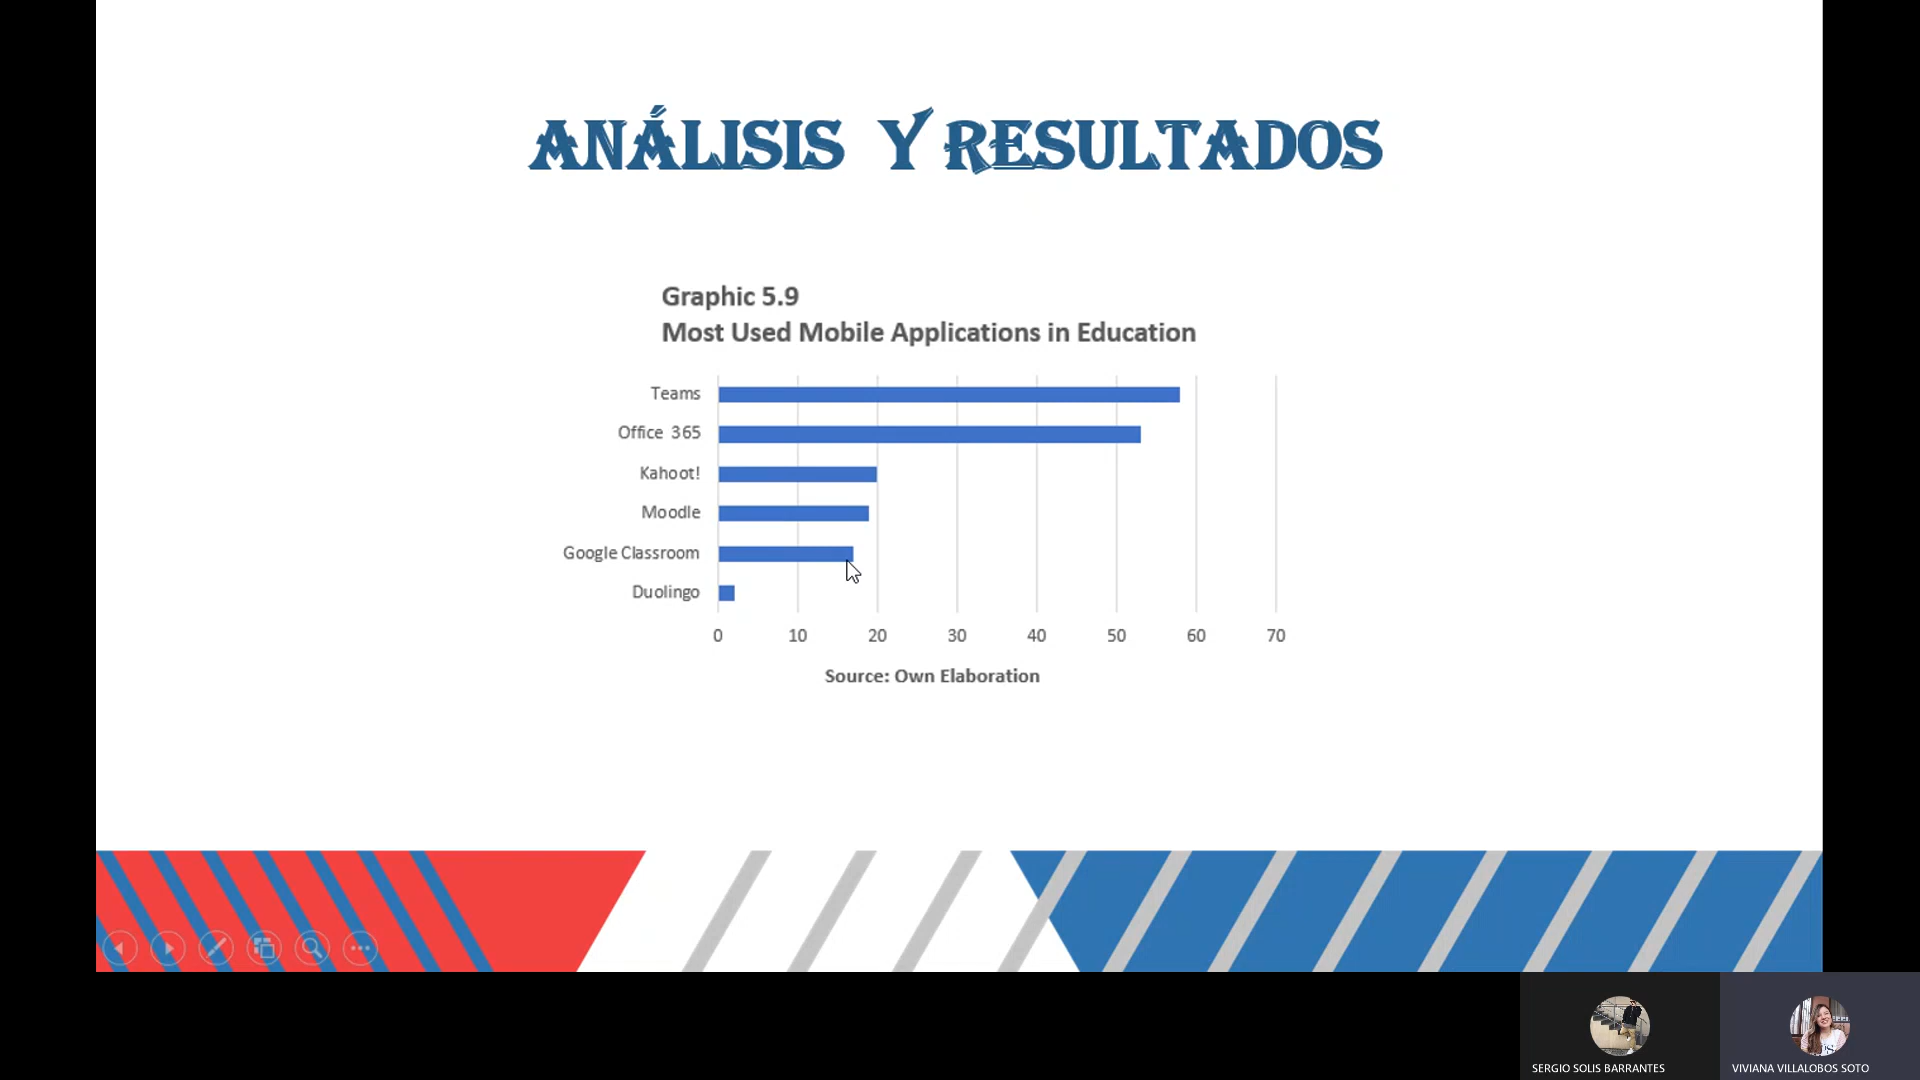 ANÁLISIS Y RESULTADOS
Graphic 5.9
Most Used Mobile Applications in Education
Teams
Office 365
Kahoot!
Moodle
Google Classroom
Duolingo
0 10 20 30 40 50 60 70
Source: Own Elaboration
SERGIO SOLIS BARRANTES
VIVIANA VILLALOBOS SOTO